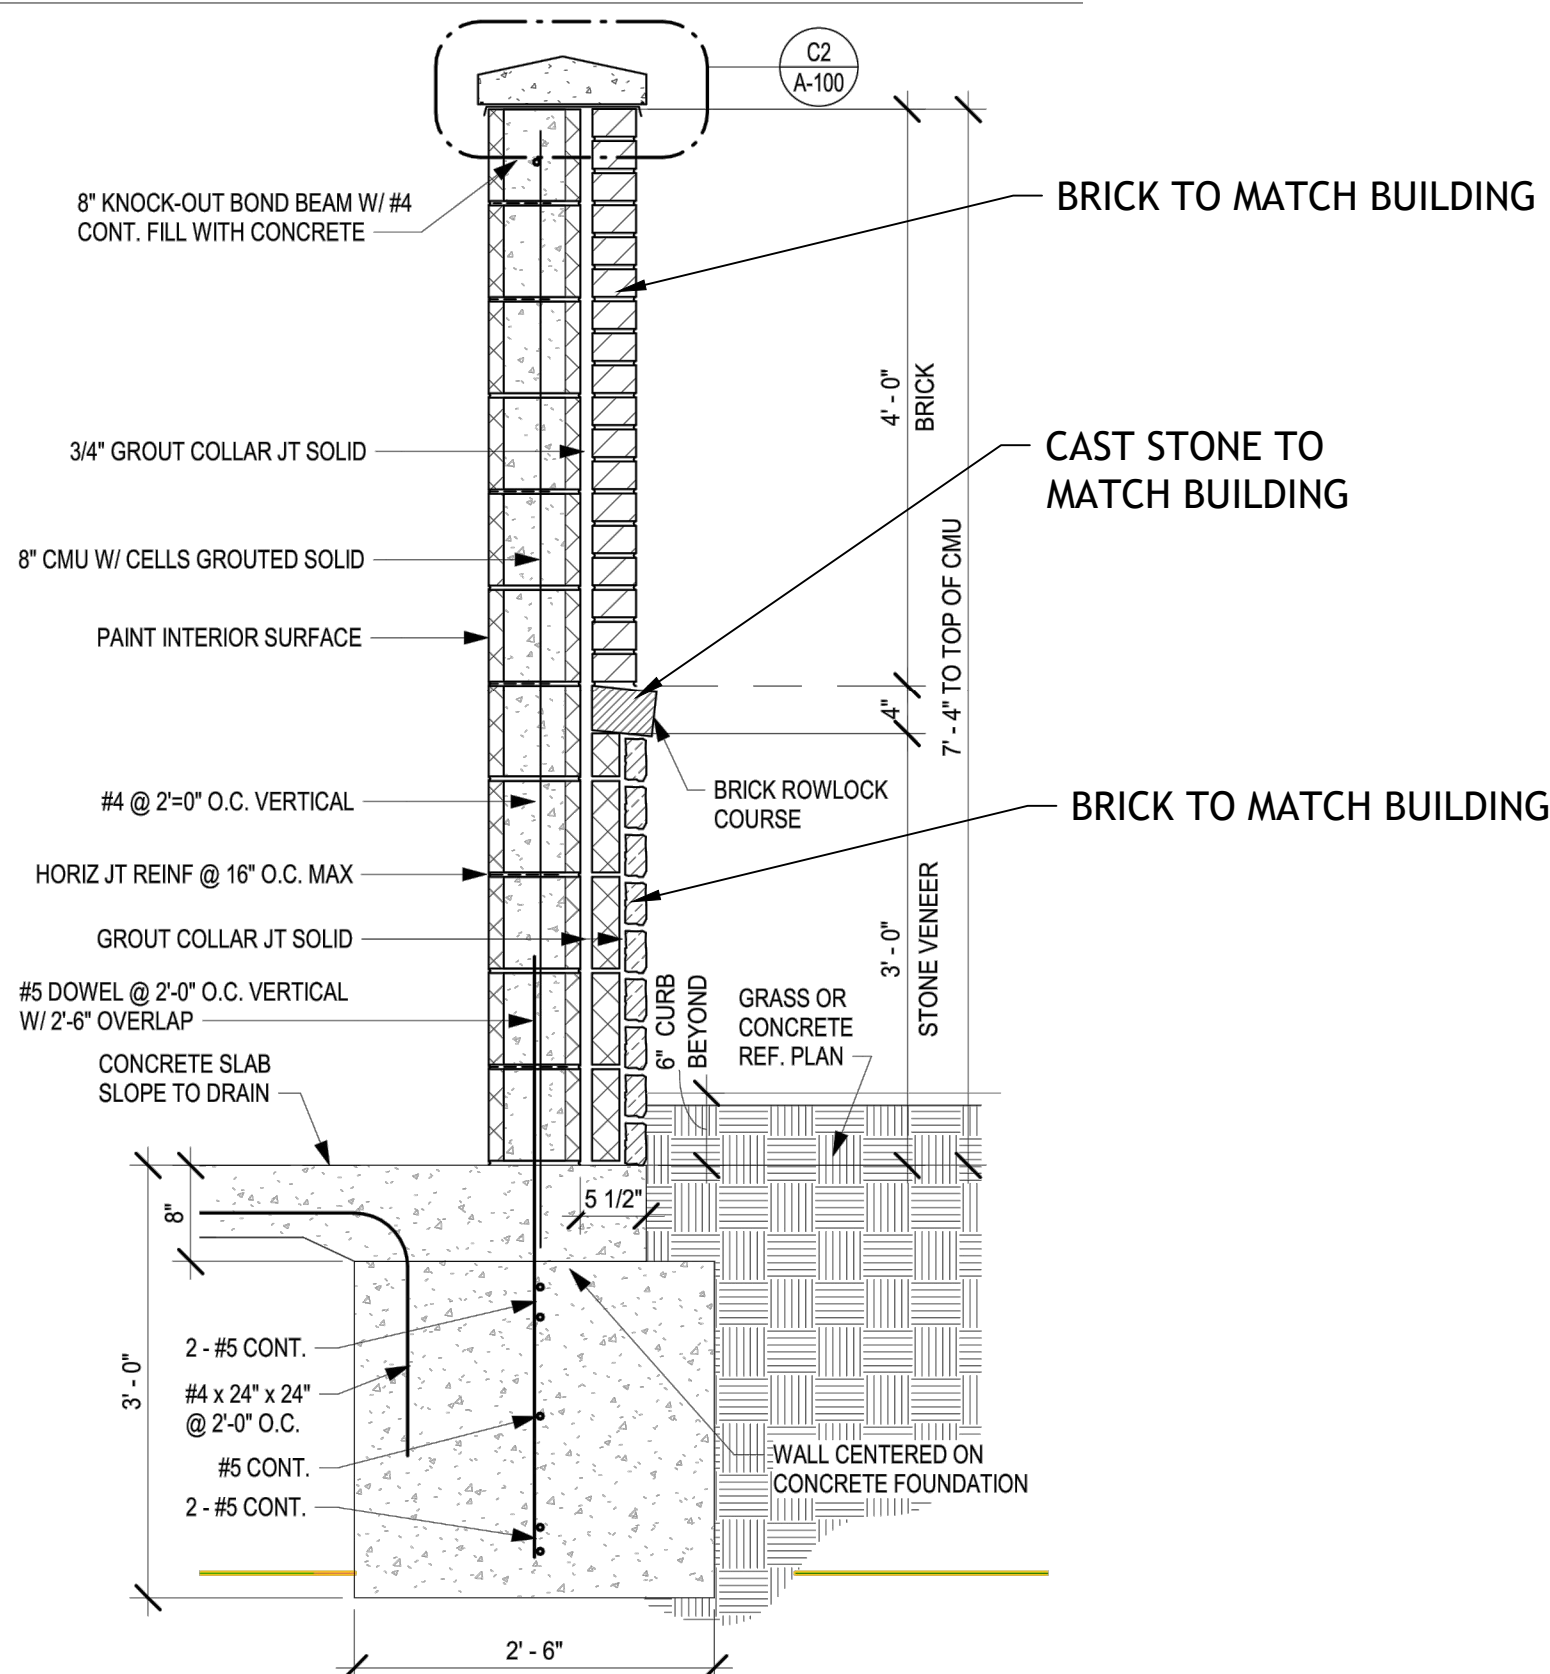 C2
A-100
8" KNOCK-OUT BOND BEAM W/ #4
CONT. FILL WITH CONCRETE
BRICK TO MATCH BUILDING
4' - 0"
BRICK
3/4" GROUT COLLAR JT SOLID
CAST STONE TO
MATCH BUILDING
8" CMU W/ CELLS GROUTED SOLID
7' - 4" TO TOP OF CMU
PAINT INTERIOR SURFACE
4"
BRICK ROWLOCK
COURSE
#4 @ 2'=0" O.C. VERTICAL
BRICK TO MATCH BUILDING
HORIZ JT REINF @ 16" O.C. MAX
3' - 0"
STONE VENEER
GROUT COLLAR JT SOLID
#5 DOWEL @ 2'-0" O.C. VERTICAL
W/ 2'-6" OVERLAP
6" CURB
BEYOND
GRASS OR
CONCRETE
REF. PLAN
CONCRETE SLAB
SLOPE TO DRAIN
8"
5 1/2"
3' - 0"
2 - #5 CONT.
#4 x 24" x 24"
@ 2'-0" O.C.
#5 CONT.
2 - #5 CONT.
WALL CENTERED ON
CONCRETE FOUNDATION
2' - 6"